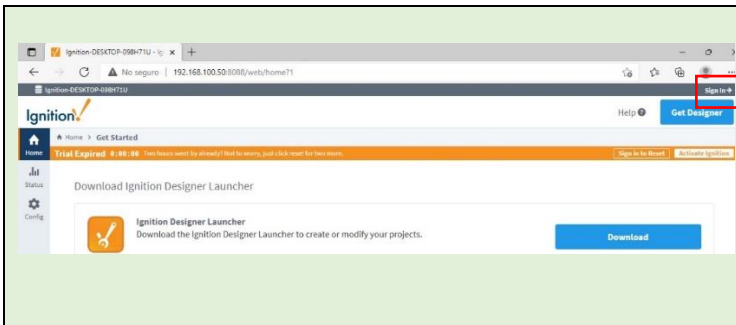 Ignition-DESKTOP-098H71U - Ig
No seguro | 192.168.100.50:8088/web/home?1
Ignition-DESKTOP-098H71U
Sign In
Ignition!
Help
Get Designer
Home > Get Started
Home
Trial Expired 0:00:00 Two hours went by already! Not to worry, just click reset for two more.
Sign in to Reset
Activate Ignition
Status
Download Ignition Designer Launcher
Config
Ignition Designer Launcher
Download the Ignition Designer Launcher to create or modify your projects.
Download